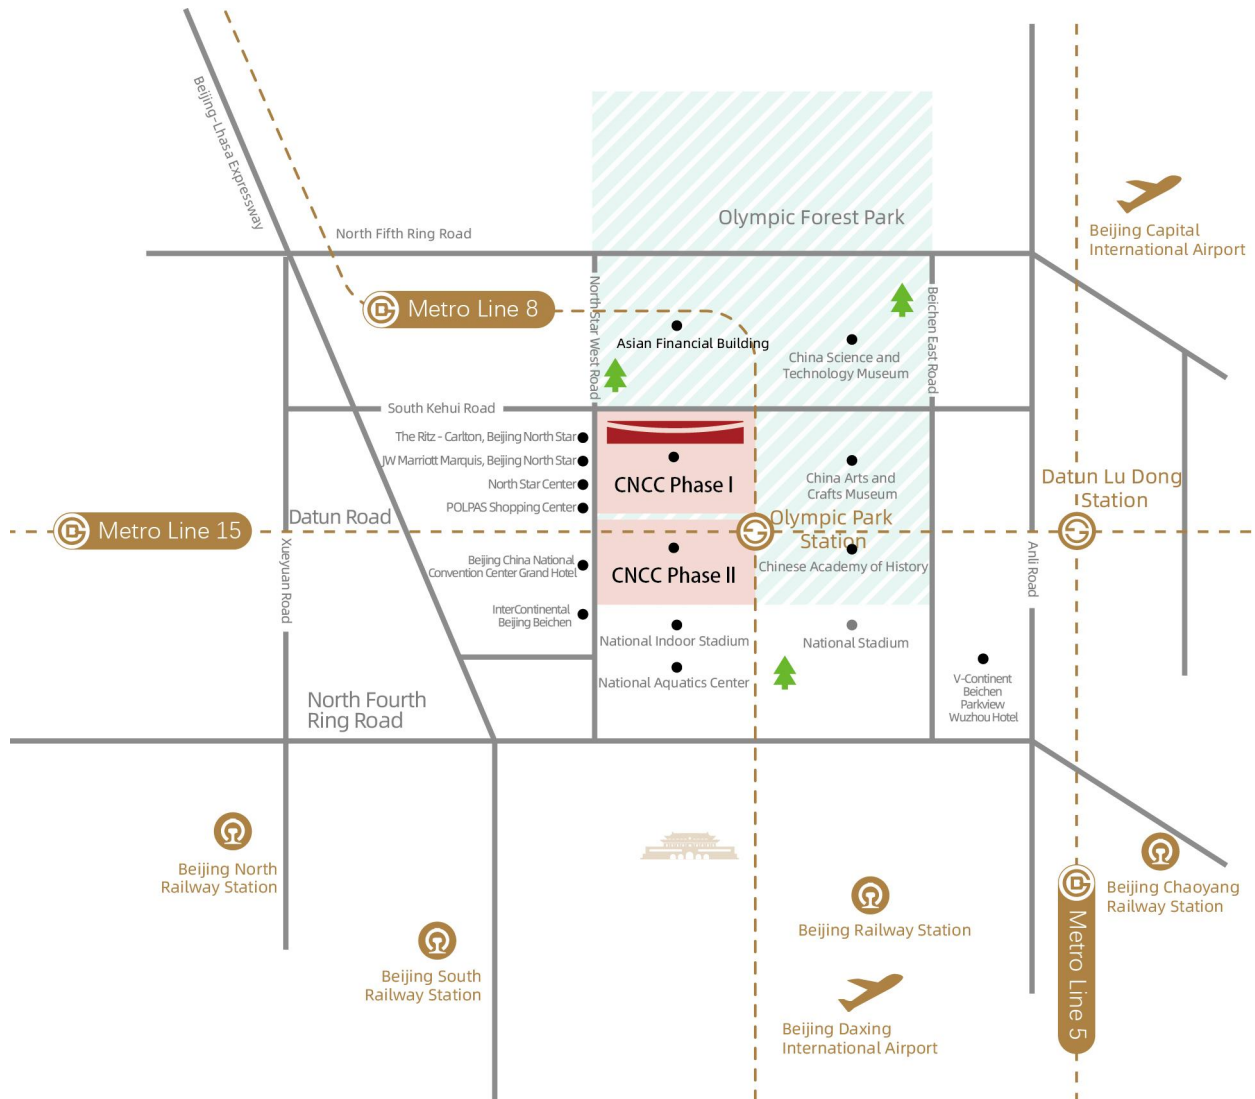 Beijing-Lhasa Expressway
North Fifth Ring Road
Olympic Forest Park
Beijing Capital
International Airport
Metro Line 8
North Star West Road
Beichen East Road
Asian Financial Building
China Science and
Technology Museum
South Kehui Road
The Ritz - Carlton, Beijing North Star
JW Marriott Marquis, Beijing North Star
North Star Center
POLPAS Shopping Center
CNCC Phase I
China Arts and
Crafts Museum
Datun Lu Dong
Station
Metro Line 15
Datun Road
Olympic Park
Station
Xueyuan Road
Beijing China National
Convention Center Grand Hotel
CNCC Phase II
Chinese Academy of History
Anli Road
InterContinental
Beijing Beichen
National Indoor Stadium
National Stadium
National Aquatics Center
V-Continent
Beichen
Parkview
Wuzhou Hotel
North Fourth
Ring Road
Beijing North
Railway Station
Beijing South
Railway Station
Beijing Railway Station
Beijing Chaoyang
Railway Station
Metro Line 5
Beijing Daxing
International Airport